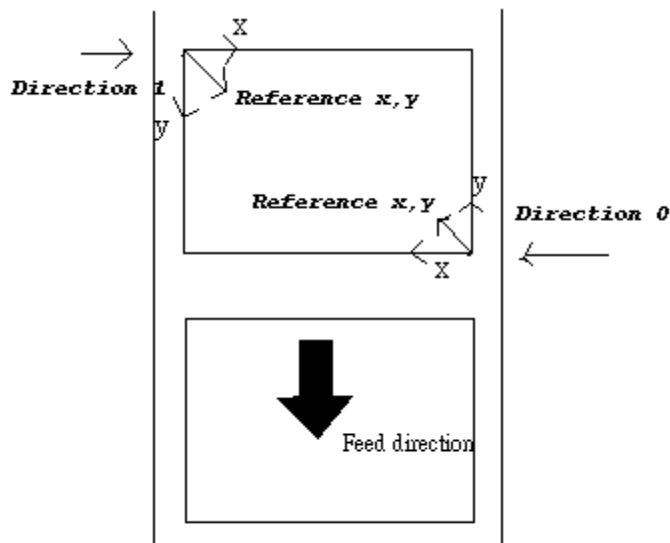 x
Direction 1
Reference x,y
y
y
Reference x,y
Direction 0
x
Feed direction